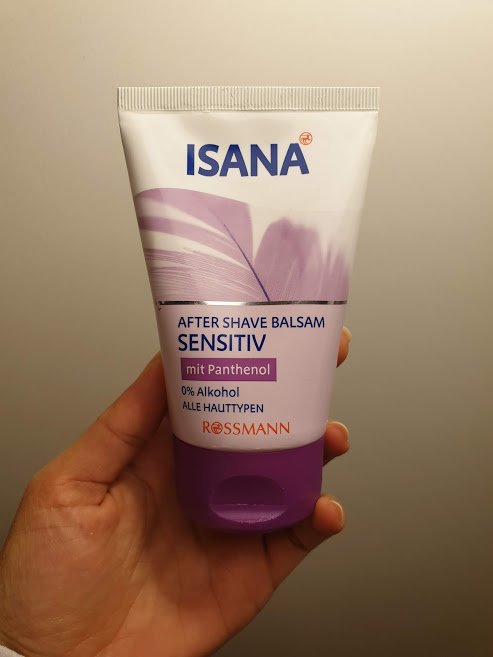 ISANA
AFTER SHAVE BALSAM
SENSITIV
mit Panthenol
0% Alkohol
ALLE HAUTTYPEN
ROSSMANN